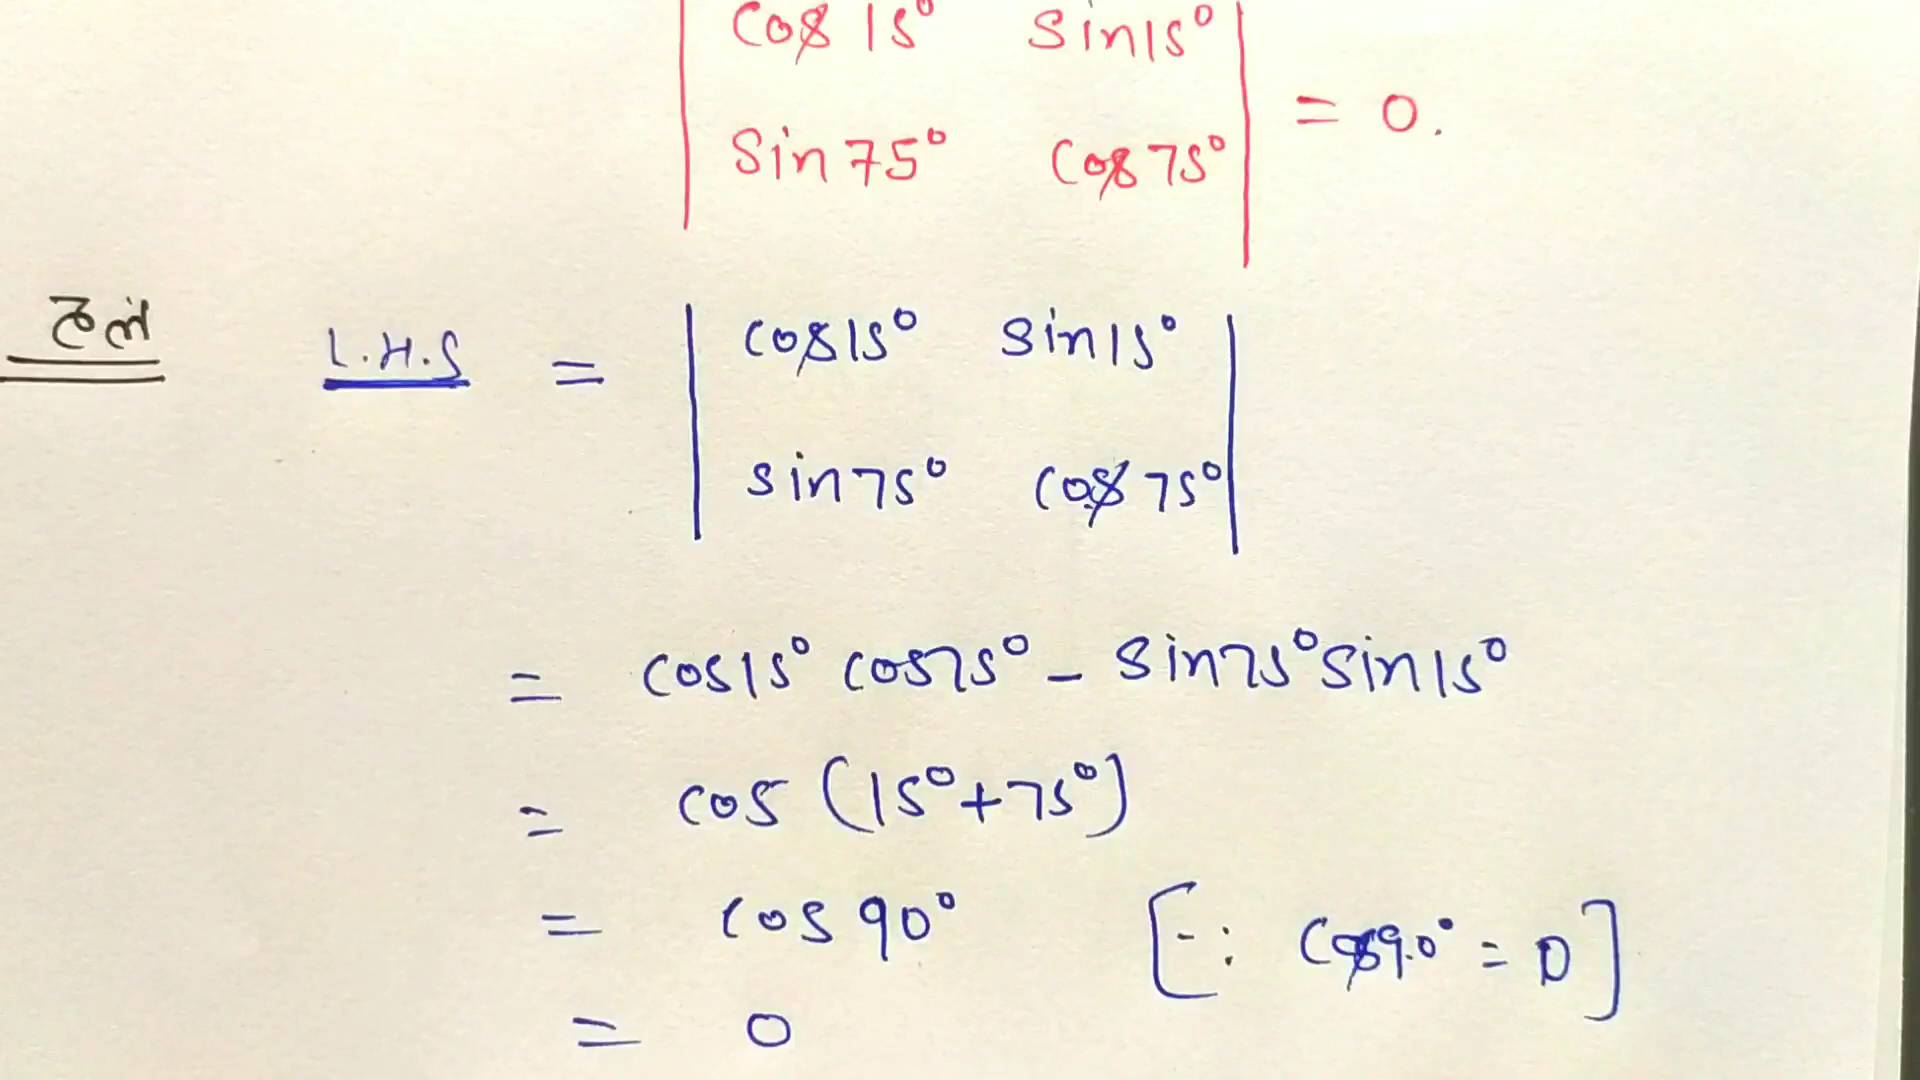 | cos 15° sin 15° |
| sin 75° cos 75° | = 0.
हल L.H.S = | cos 15° sin 15° |
| sin 75° cos 75° |
= cos 15° cos 75° - sin 75° sin 15°
= cos (15° + 75°)
= cos 90° [∵ cos 90° = 0]
= 0